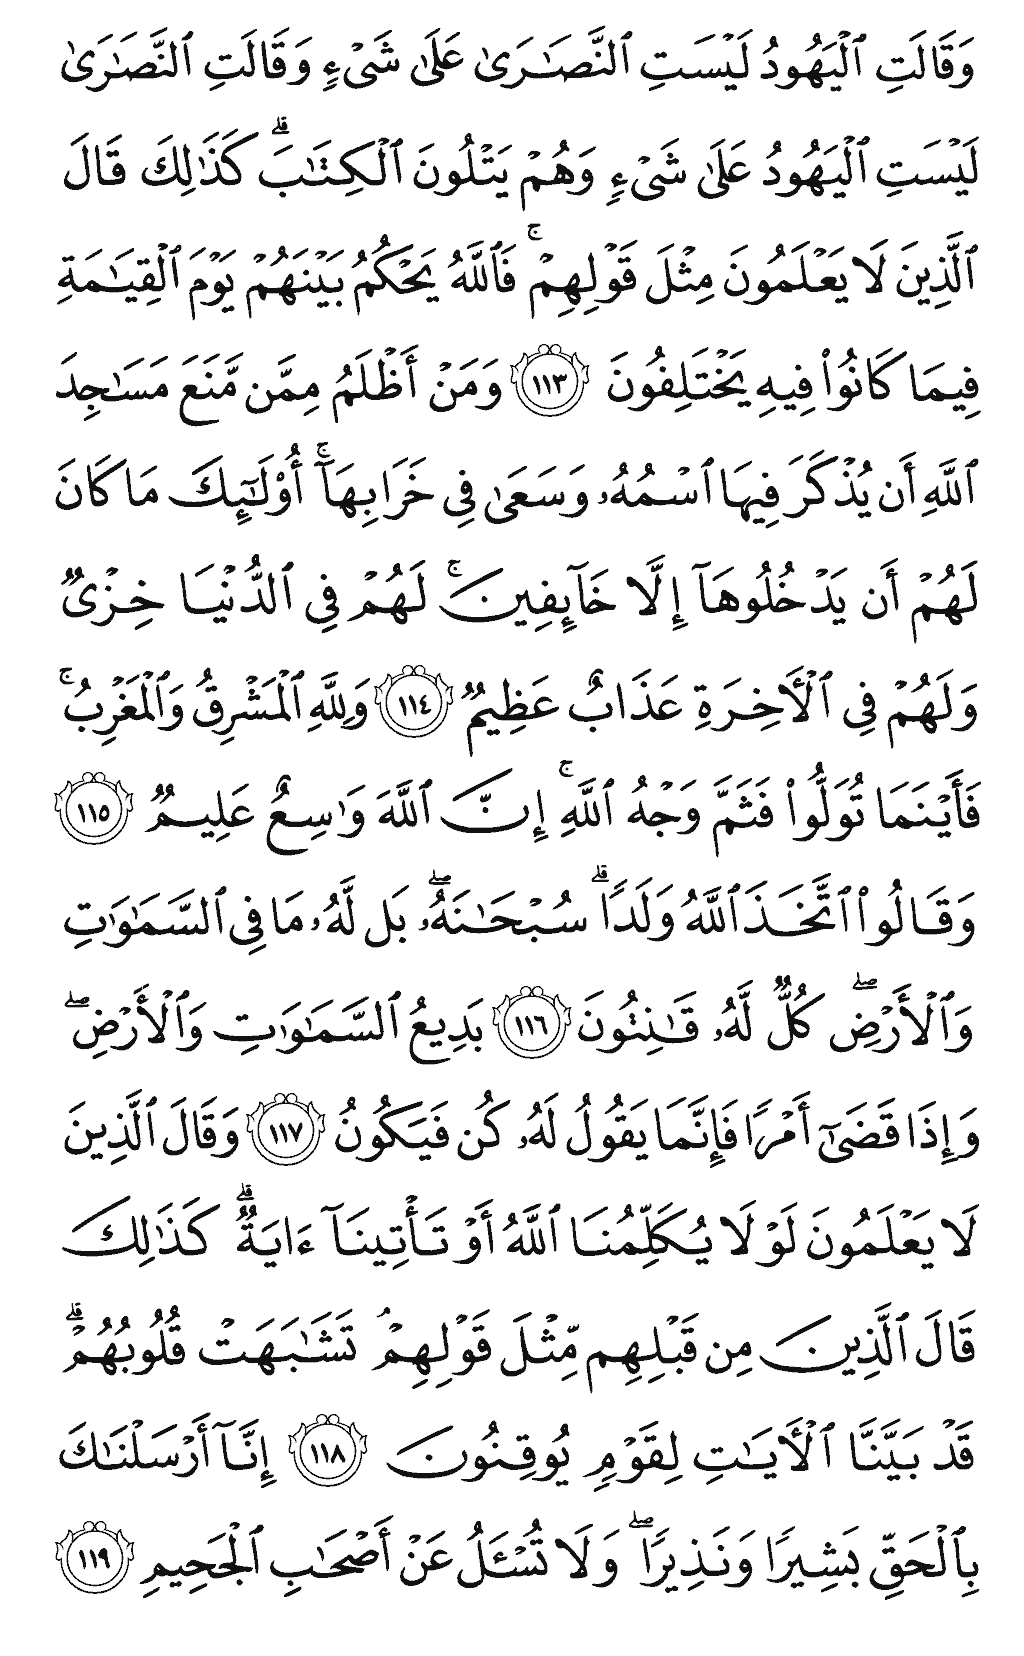 وَقَالَتِ ٱلْيَهُودُ لَيْسَتِ ٱلنَّصَـٰرَىٰ عَلَىٰ شَىْءٍ وَقَالَتِ ٱلنَّصَـٰرَىٰ
لَيْسَتِ ٱلْيَهُودُ عَلَىٰ شَىْءٍ وَهُمْ يَتْلُونَ ٱلْكِتَـٰبَ ۗ كَذَٰلِكَ قَالَ
ٱلَّذِينَ لَا يَعْلَمُونَ مِثْلَ قَوْلِهِمْ ۚ فَٱللَّهُ يَحْكُمُ بَيْنَهُمْ يَوْمَ ٱلْقِيَـٰمَةِ
فِيمَا كَانُوا۟ فِيهِ يَخْتَلِفُونَ ١١٣ وَمَنْ أَظْلَمُ مِمَّن مَّنَعَ مَسَـٰجِدَ
ٱللَّهِ أَن يُذْكَرَ فِيهَا ٱسْمُهُۥ وَسَعَىٰ فِى خَرَابِهَآ ۚ أُو۟لَـٰٓئِكَ مَا كَانَ
لَهُمْ أَن يَدْخُلُوهَآ إِلَّا خَآئِفِينَ ۚ لَهُمْ فِى ٱلدُّنْيَا خِزْىٌ
وَلَهُمْ فِى ٱلْـَٔاخِرَةِ عَذَابٌ عَظِيمٌ ١١٤ وَلِلَّهِ ٱلْمَشْرِقُ وَٱلْمَغْرِبُ ۚ
فَأَيْنَمَا تُوَلُّوا۟ فَثَمَّ وَجْهُ ٱللَّهِ ۚ إِنَّ ٱللَّهَ وَٰسِعٌ عَلِيمٌ ١١٥
وَقَالُوا۟ ٱتَّخَذَ ٱللَّهُ وَلَدًا ۗ سُبْحَـٰنَهُۥ ۖ بَل لَّهُۥ مَا فِى ٱلسَّمَـٰوَٰتِ
وَٱلْأَرْضِ ۖ كُلٌّ لَّهُۥ قَـٰنِتُونَ ١١٦ بَدِيعُ ٱلسَّمَـٰوَٰتِ وَٱلْأَرْضِ ۖ
وَإِذَا قَضَىٰٓ أَمْرًا فَإِنَّمَا يَقُولُ لَهُۥ كُن فَيَكُونُ ١١٧ وَقَالَ ٱلَّذِينَ
لَا يَعْلَمُونَ لَوْلَا يُكَلِّمُنَا ٱللَّهُ أَوْ تَأْتِينَآ ءَايَةٌ ۗ كَذَٰلِكَ
قَالَ ٱلَّذِينَ مِن قَبْلِهِم مِّثْلَ قَوْلِهِمْ ۘ تَشَـٰبَهَتْ قُلُوبُهُمْ ۗ
قَدْ بَيَّنَّا ٱلْـَٔايَـٰتِ لِقَوْمٍ يُوقِنُونَ ١١٨ إِنَّآ أَرْسَلْنَـٰكَ
بِٱلْحَقِّ بَشِيرًا وَنَذِيرًا ۖ وَلَا تُسْـَٔلُ عَنْ أَصْحَـٰبِ ٱلْجَحِيمِ ١١٩